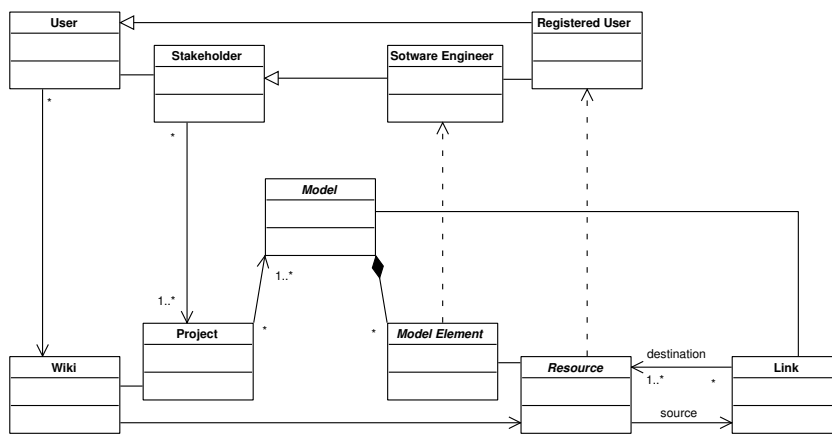 User
Registered User
Stakeholder
Sotware Engineer
*
*
Model
1..*
1..*
*
*
Project
Model Element
destination
Wiki
Resource
Link
1..*
*
source